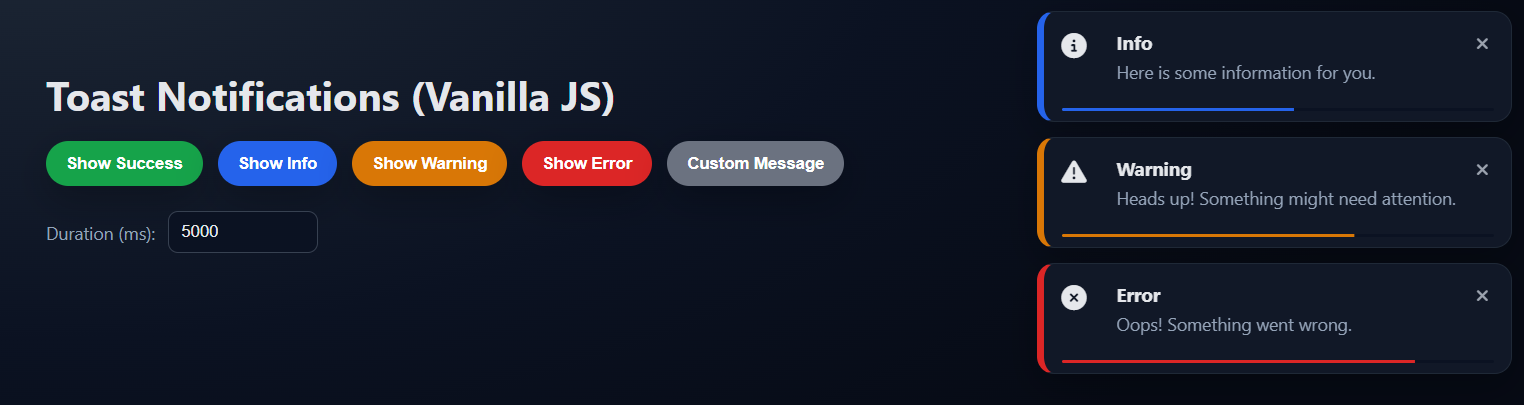 Toast Notifications (Vanilla JS)
Show Success Show Info Show Warning Show Error Custom Message
Duration (ms): 5000
Info
Here is some information for you.
Warning
Heads up! Something might need attention.
Error
Oops! Something went wrong.